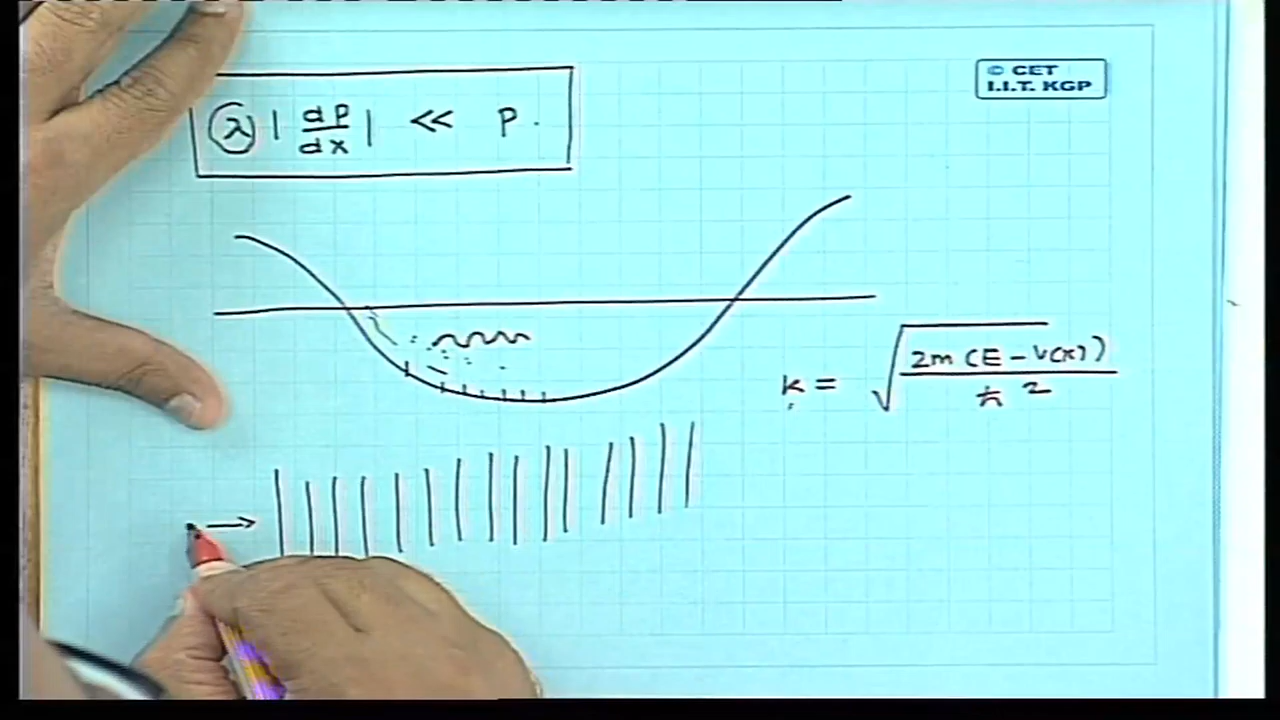 © CET
I.I.T. KGP
λ | dp/dx | << p.
k = √(2m(E - V(x))/ħ²)